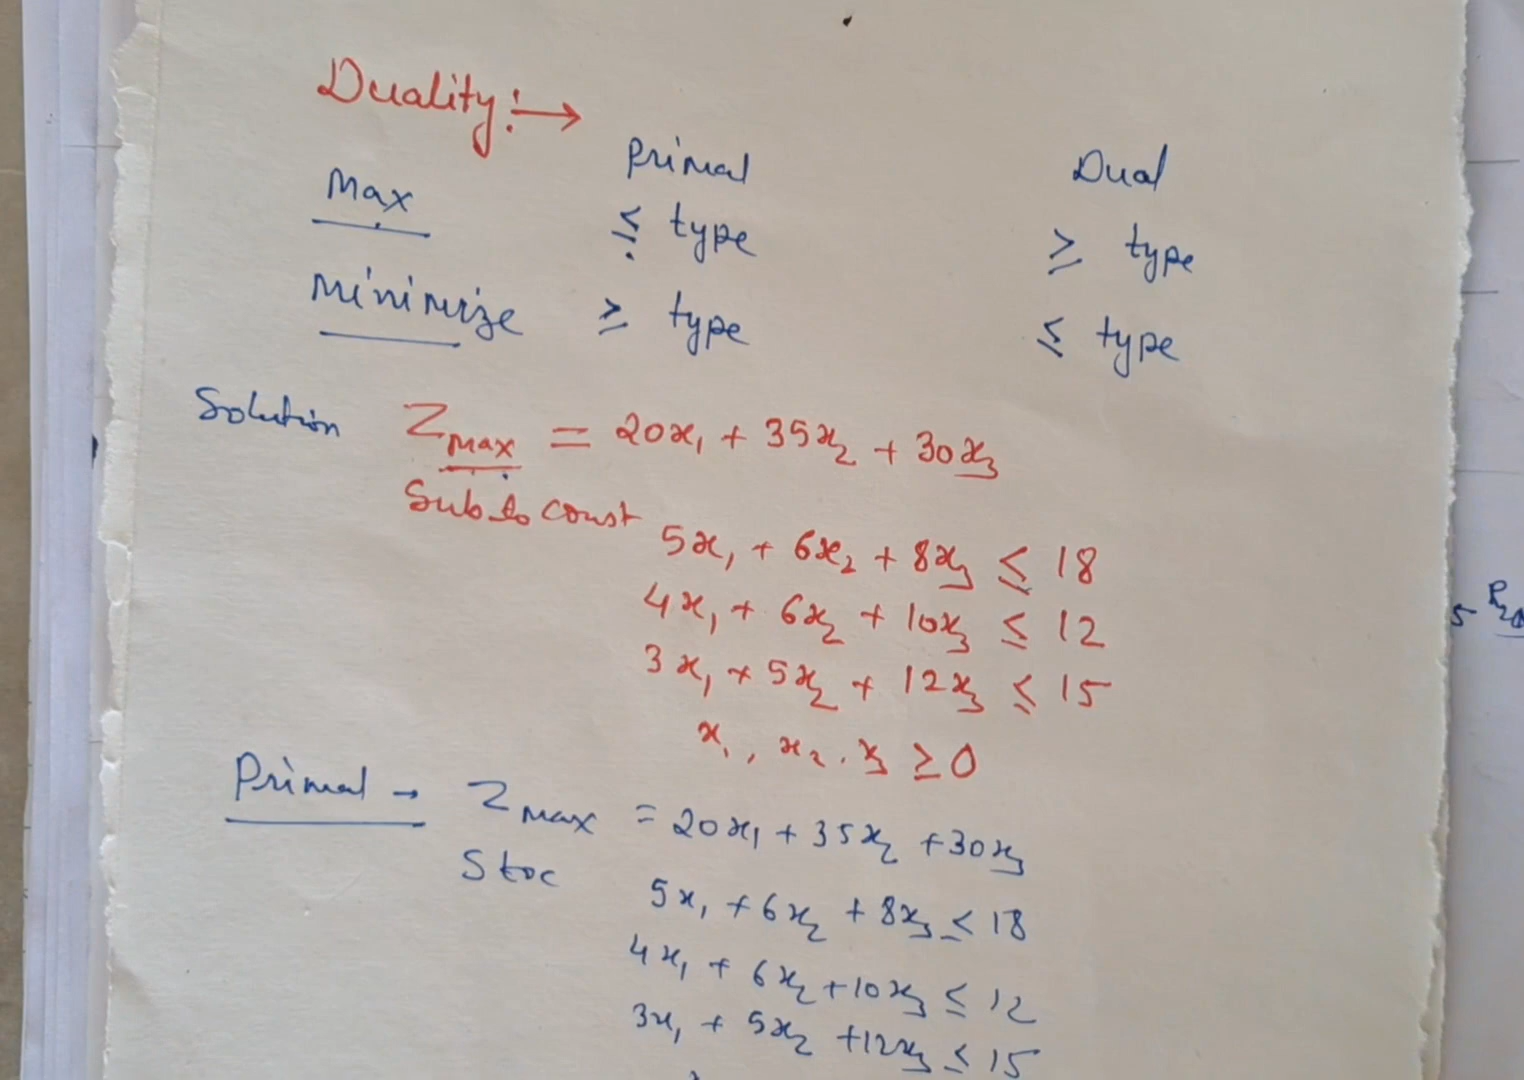 Duality:→
Primal Dual
Max ≤ type ≥ type
Minimize ≥ type ≤ type
Solution Zmax = 20x₁ + 35x₂ + 30x₃
Sub to const
5x₁ + 6x₂ + 8x₃ ≤ 18
4x₁ + 6x₂ + 10x₃ ≤ 12
3x₁ + 5x₂ + 12x₃ ≤ 15
x₁, x₂. x₃ ≥ 0
Primal → Zmax = 20x₁ + 35x₂ + 30x₃
Stoc
5x₁ + 6x₂ + 8x₃ ≤ 18
4x₁ + 6x₂ + 10x₃ ≤ 12
3x₁ + 5x₂ + 12x₃ ≤ 15